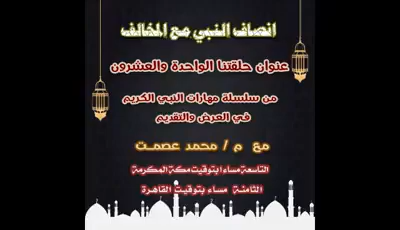 انصاف النبي مع المخالف
عنوان حلقتنا الواحدة والعشرون
من سلسلة مهارات النبي الكريم
في العرض والتقديم
مع م / محمد عصمت
التاسعة مساءا بتوقيت مكة المكرمة
الثامنة مساء بتوقيت القاهرة